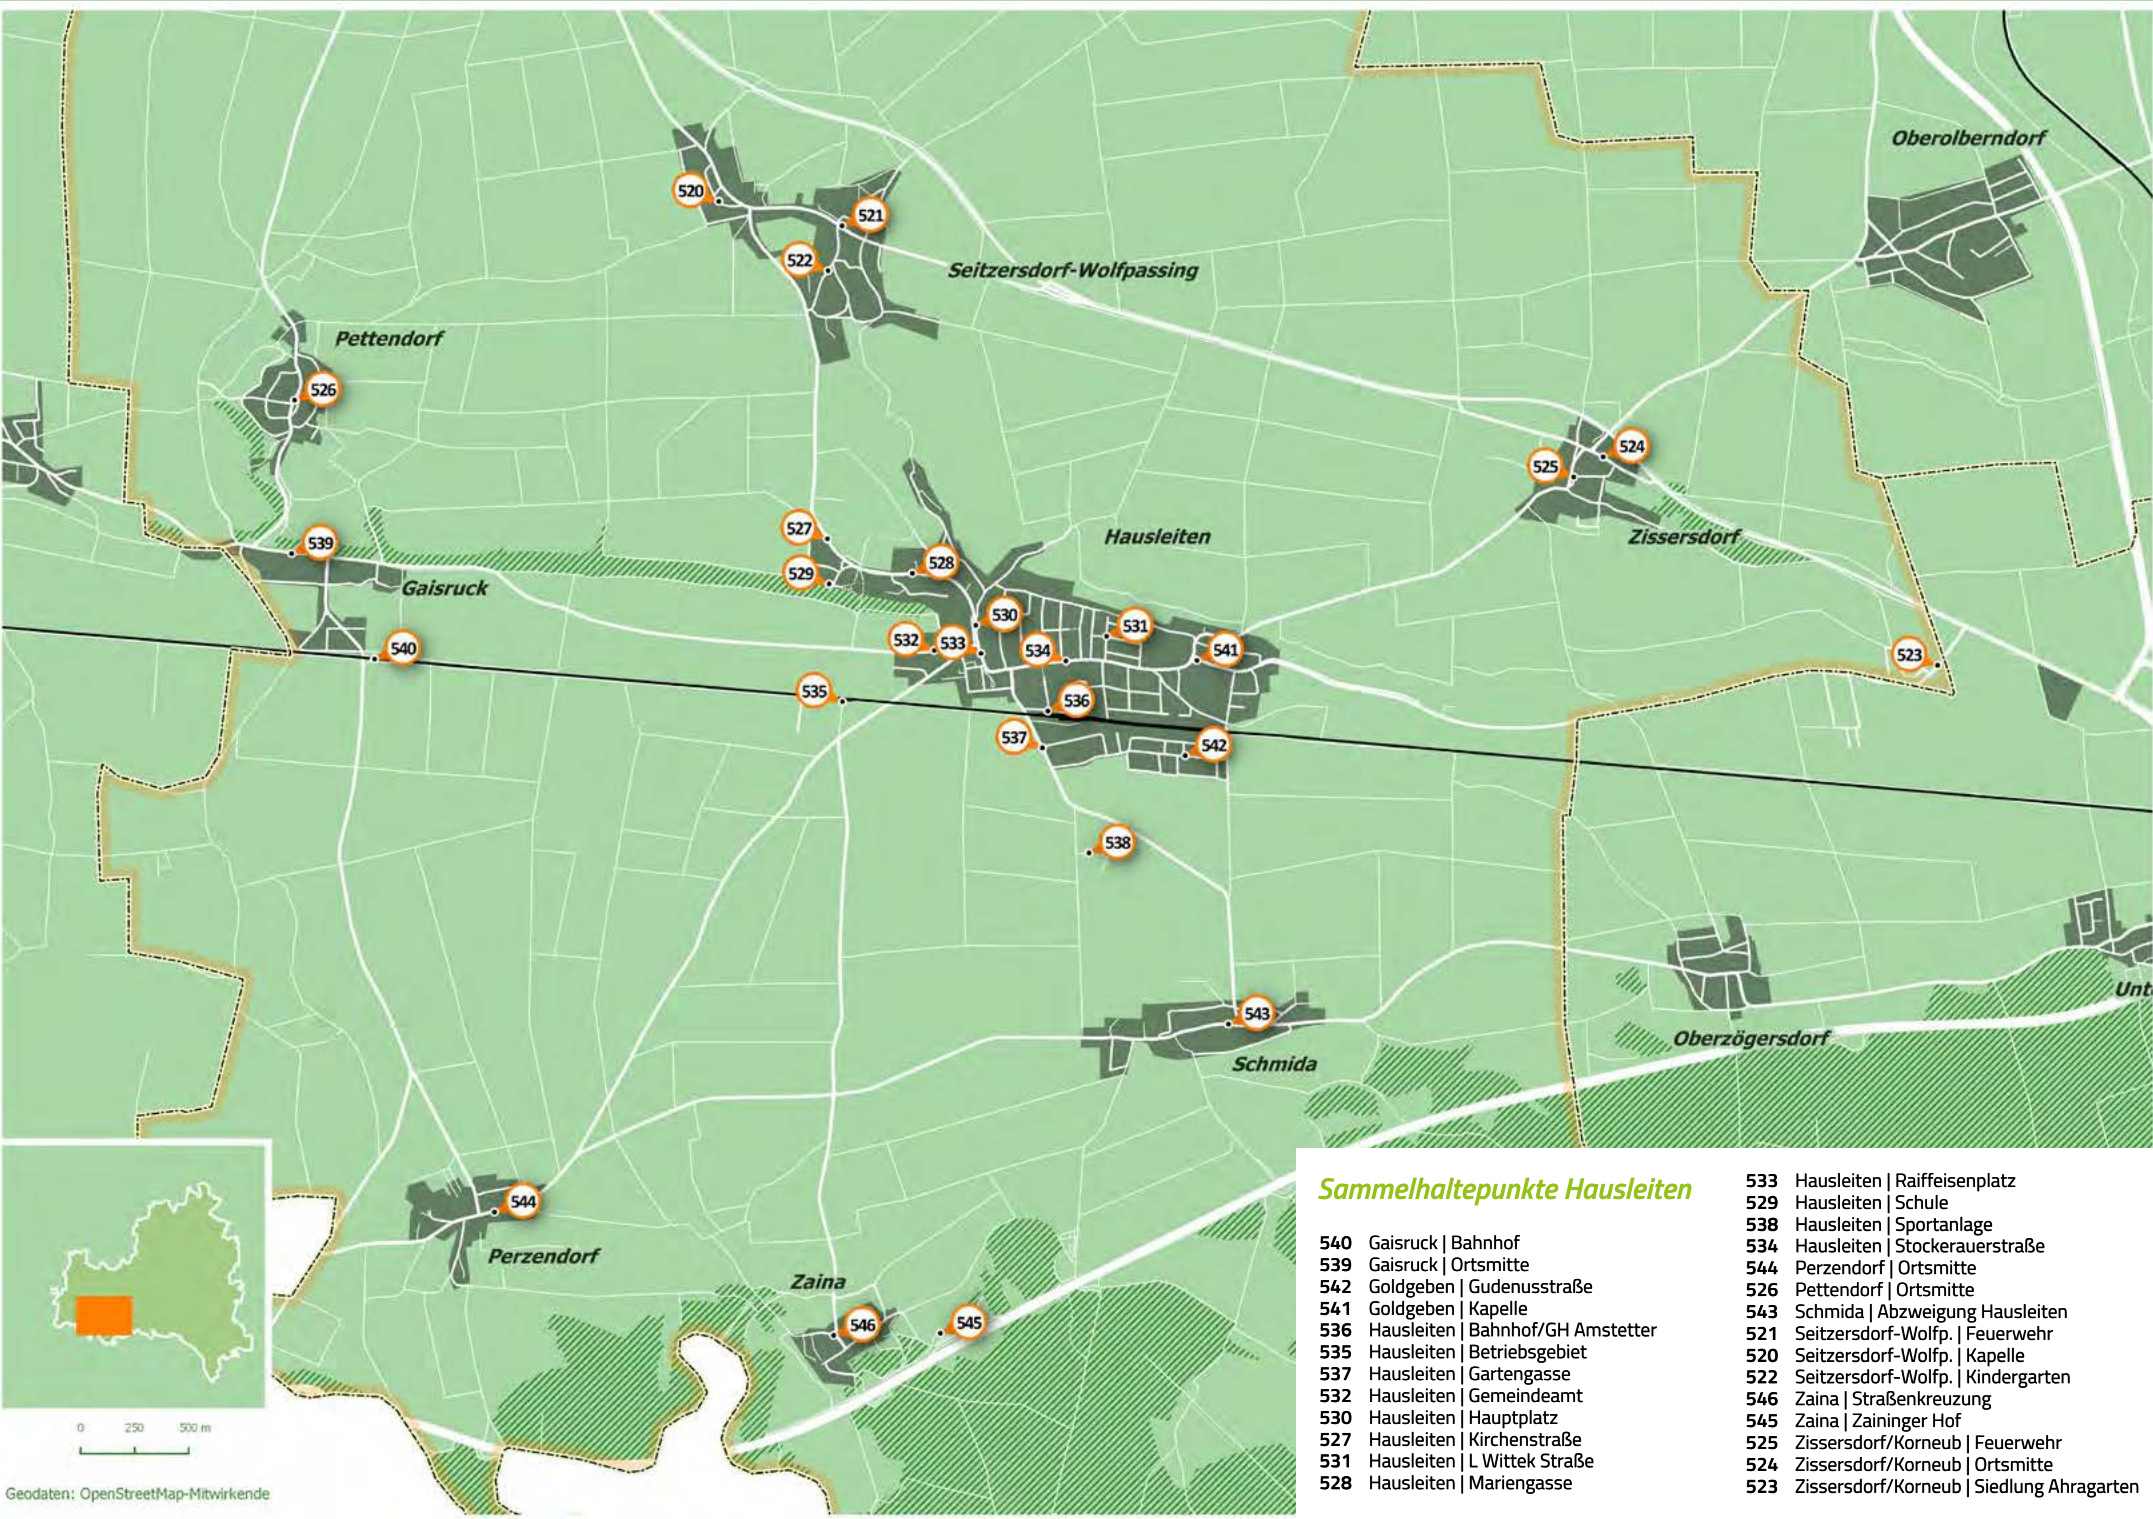 Oberolberndorf
520
521
522
Seitzersdorf-Wolfpassing
Pettendorf
526
524
525
527
Hausleiten
Zissersdorf
539
528
529
Gaisruck
530
531
532
533
534
541
540
523
535
536
537
542
538
543
Unt
Oberzögersdorf
Schmida
544
Perzendorf
Zaina
546
545
0 250 500 m
Geodaten: OpenStreetMap-Mitwirkende
Sammelhaltepunkte Hausleiten
540 Gaisruck | Bahnhof
539 Gaisruck | Ortsmitte
542 Goldgeben | Gudenusstraße
541 Goldgeben | Kapelle
536 Hausleiten | Bahnhof/GH Amstetter
535 Hausleiten | Betriebsgebiet
537 Hausleiten | Gartengasse
532 Hausleiten | Gemeindeamt
530 Hausleiten | Hauptplatz
527 Hausleiten | Kirchenstraße
531 Hausleiten | L Wittek Straße
528 Hausleiten | Mariengasse
533 Hausleiten | Raiffeisenplatz
529 Hausleiten | Schule
538 Hausleiten | Sportanlage
534 Hausleiten | Stockerauerstraße
544 Perzendorf | Ortsmitte
526 Pettendorf | Ortsmitte
543 Schmida | Abzweigung Hausleiten
521 Seitzersdorf-Wolfp. | Feuerwehr
520 Seitzersdorf-Wolfp. | Kapelle
522 Seitzersdorf-Wolfp. | Kindergarten
546 Zaina | Straßenkreuzung
545 Zaina | Zaininger Hof
525 Zissersdorf/Korneub | Feuerwehr
524 Zissersdorf/Korneub | Ortsmitte
523 Zissersdorf/Korneub | Siedlung Ahragarten